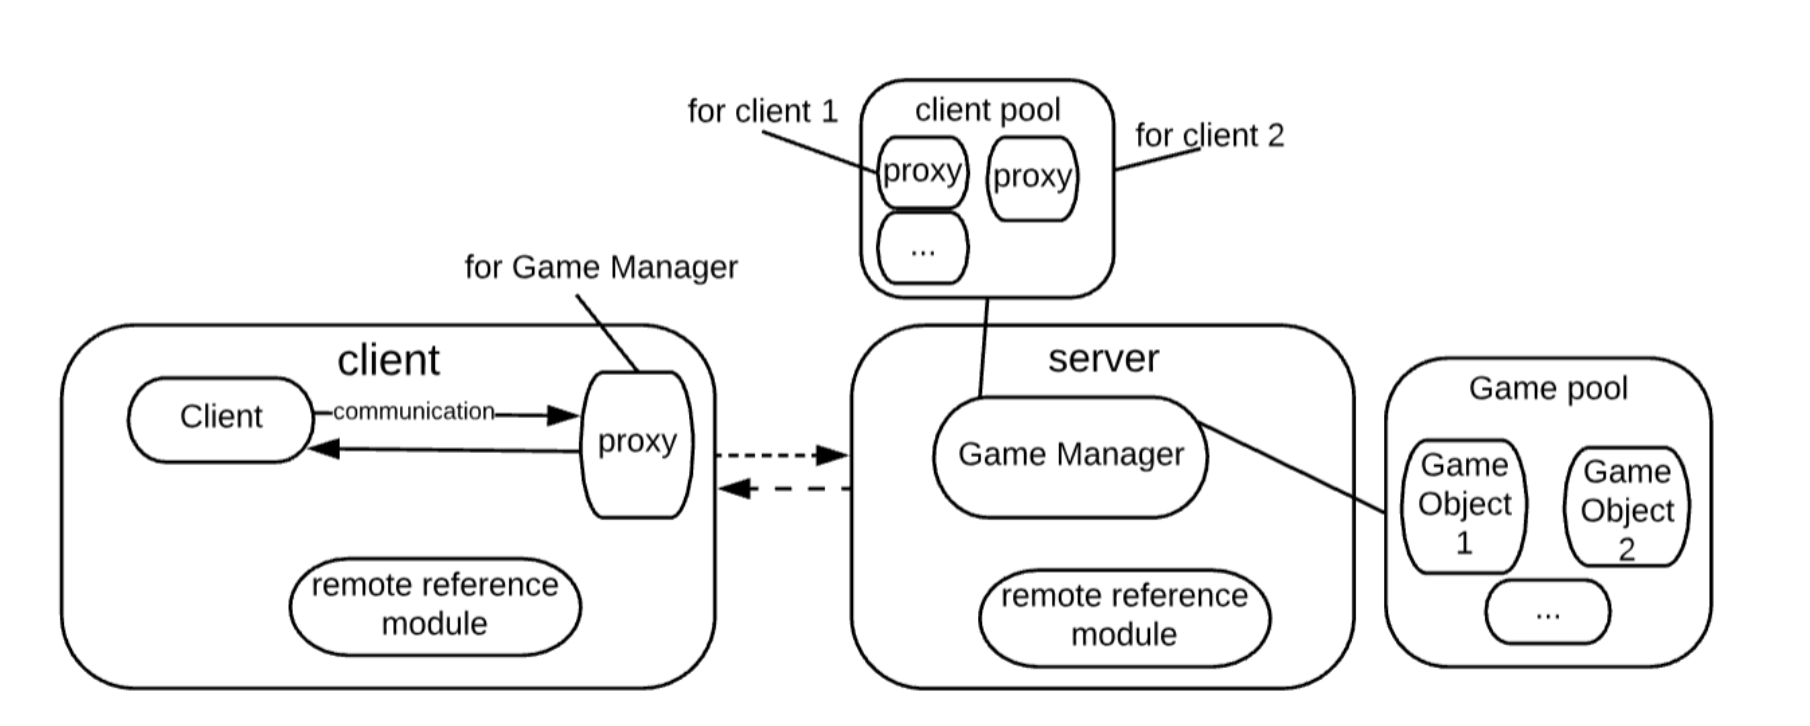 for client 1
client pool
for client 2
proxy
proxy
...
for Game Manager
client
Client
communication
proxy
remote reference
module
server
Game Manager
remote reference
module
Game pool
Game
Object
1
Game
Object
2
...